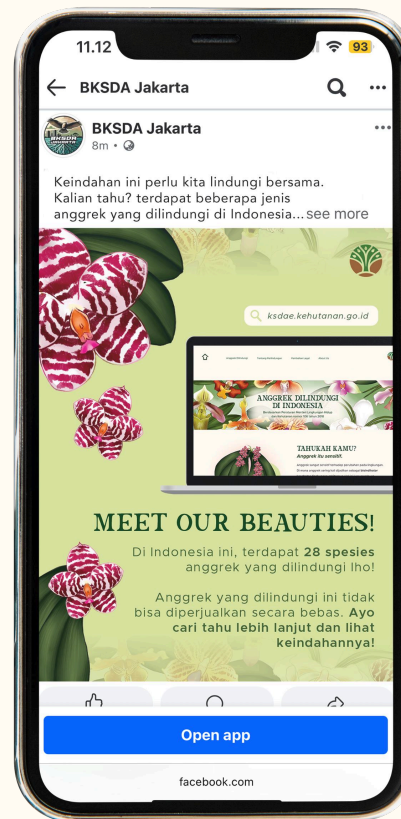 11.12
93
BKSDA Jakarta
BKSDA
JAKARTA
BKSDA Jakarta
8m •
Keindahan ini perlu kita lindungi bersama.
Kalian tahu? terdapat beberapa jenis
anggrek yang dilindungi di Indonesia...see more
ksdae.kehutanan.go.id
ANGGREK DILINDUNGI
DI INDONESIA
TAHUKAH KAMU?
Anggrek itu sensitif.
MEET OUR BEAUTIES!
Di Indonesia ini, terdapat 28 spesies
anggrek yang dilindungi lho!
Anggrek yang dilindungi ini tidak
bisa diperjualkan secara bebas. Ayo
cari tahu lebih lanjut dan lihat
keindahannya!
Open app
facebook.com